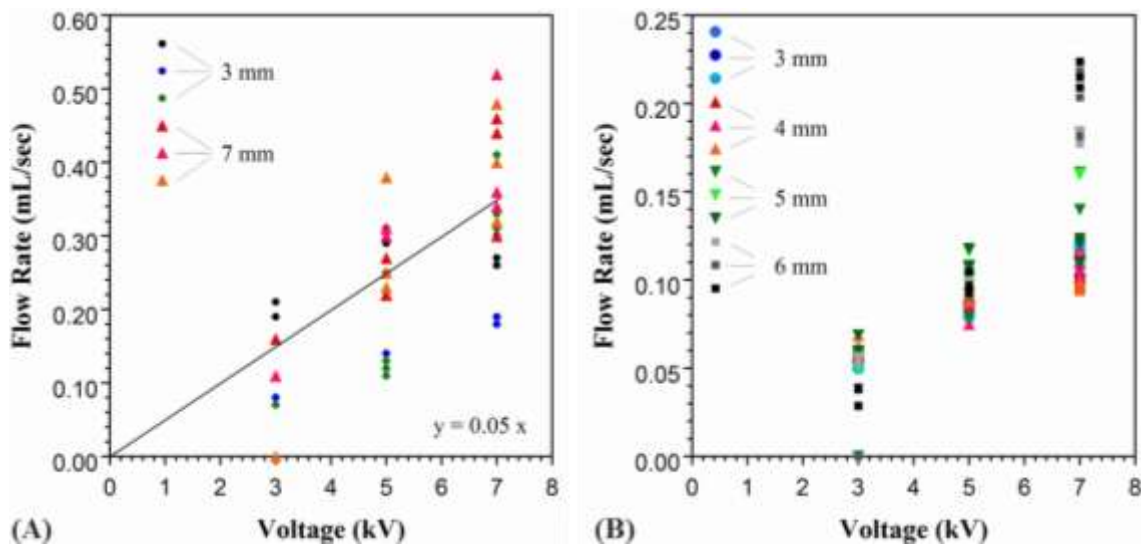 0.60
0.50
0.40
0.30
0.20
0.10
0.00
Flow Rate (mL/sec)
3 mm
7 mm
y = 0.05 x
0 1 2 3 4 5 6 7 8
(A) Voltage (kV)
0.25
0.20
0.15
0.10
0.05
0.00
Flow Rate (mL/sec)
3 mm
4 mm
5 mm
6 mm
0 1 2 3 4 5 6 7 8
(B) Voltage (kV)